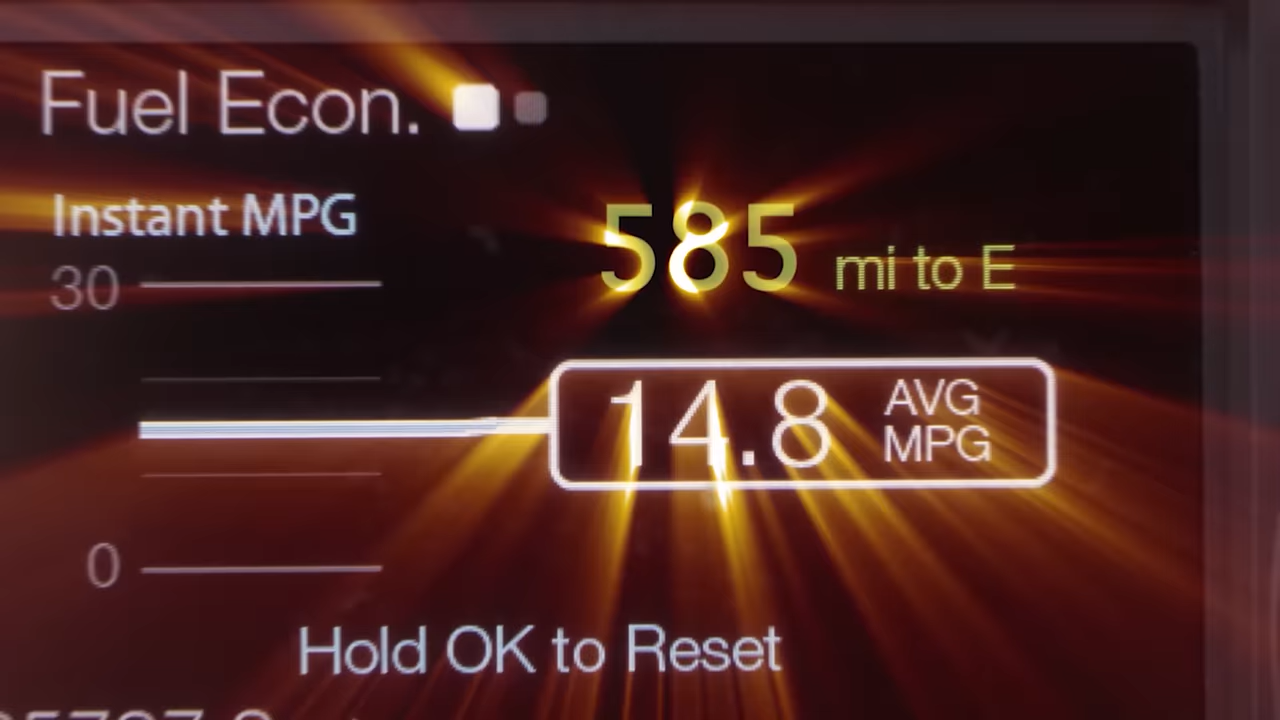 Fuel Econ.
Instant MPG
585 mi to E
30
14.8 AVG
MPG
0
Hold OK to Reset